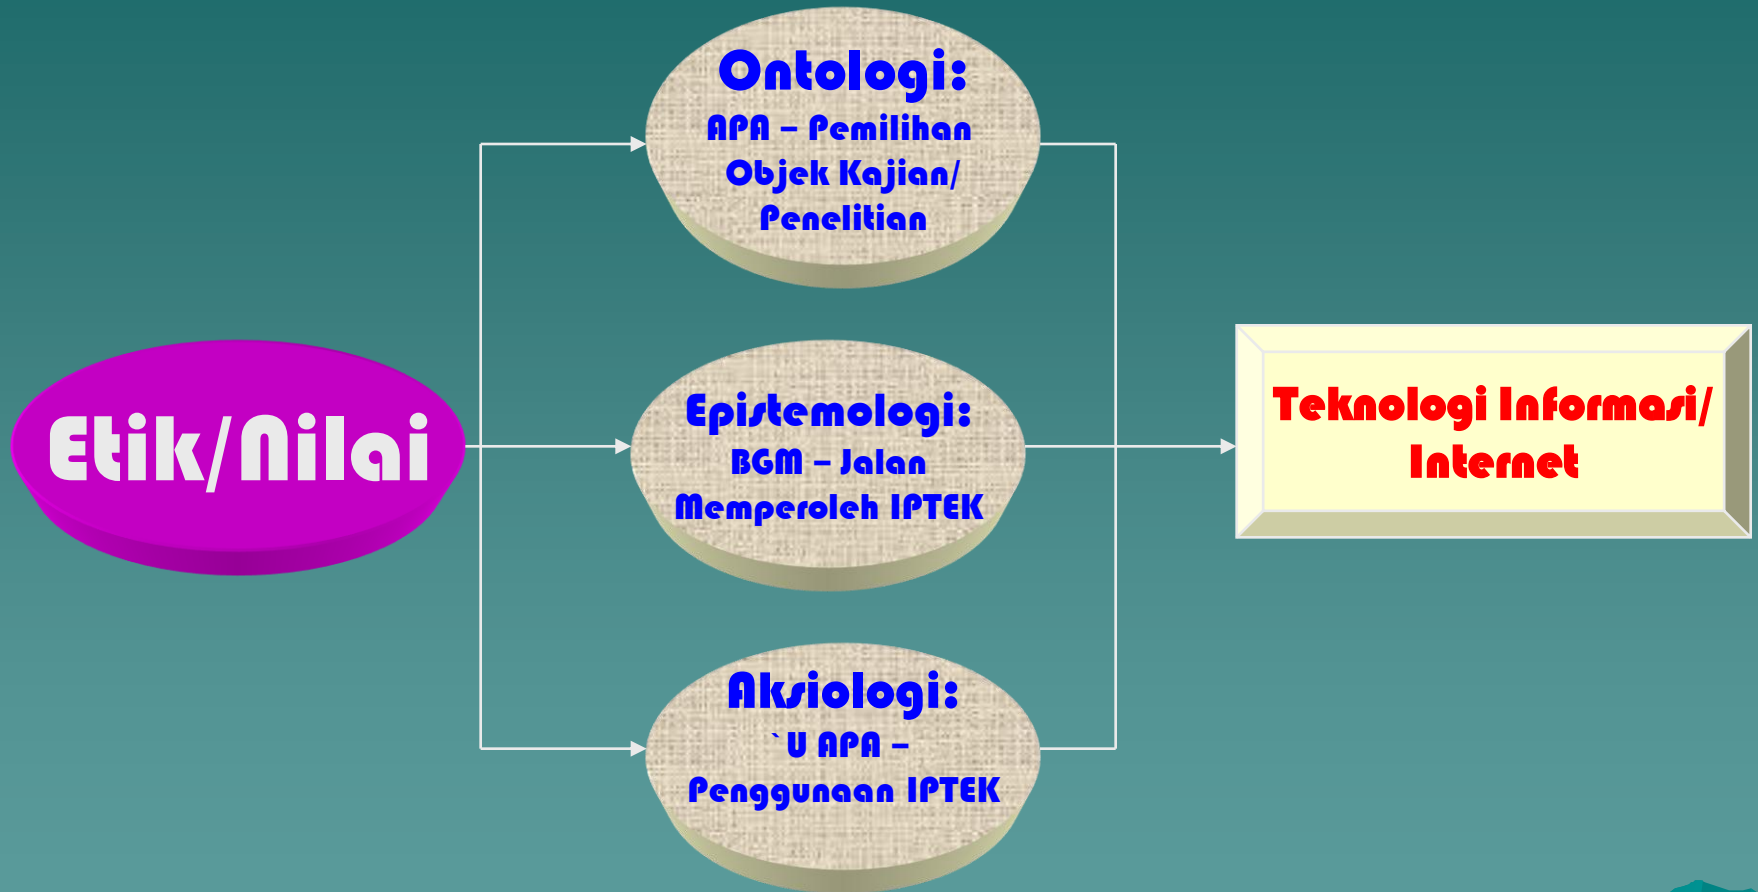 Etik/Nilai
Ontologi:
APA – Pemilihan
Objek Kajian/
Penelitian
Epistemologi:
BGM – Jalan
Memperoleh IPTEK
Aksiologi:
`U APA –
Penggunaan IPTEK
Teknologi Informasi/
Internet